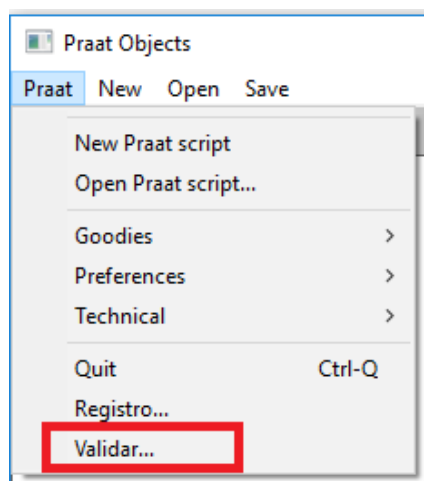 Praat Objects
Praat New Open Save
New Praat script
Open Praat script...
Goodies >
Preferences >
Technical >
Quit Ctrl-Q
Registro...
Validar...